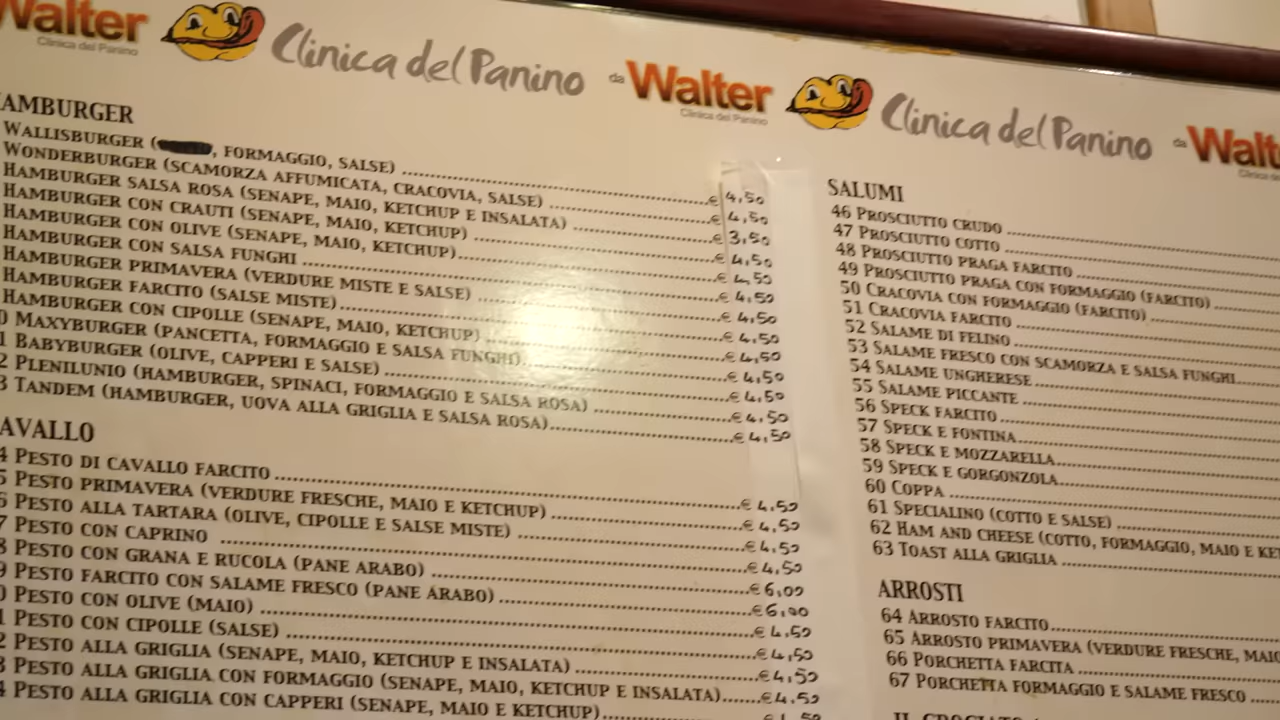 Walter
Clinica del Panino
Clinica del Panino
da Walter
Clinica del Panino
Clinica del Panino
da
HAMBURGER
WALLISBURGER ( , FORMAGGIO, SALSE) € 4,50
WONDERBURGER (SCAMORZA AFFUMICATA, CRACOVIA, SALSE) € 4,50
HAMBURGER SALSA ROSA (SENAPE, MAIO, KETCHUP E INSALATA) € 3,50
HAMBURGER CON CRAUTI (SENAPE, MAIO, KETCHUP) € 4,50
HAMBURGER CON OLIVE (SENAPE, MAIO, KETCHUP) € 4,50
HAMBURGER CON SALSA FUNGHI € 4,50
HAMBURGER PRIMAVERA (VERDURE MISTE E SALSE) € 4,50
HAMBURGER FARCITO (SALSE MISTE) € 4,50
HAMBURGER CON CIPOLLE (SENAPE, MAIO, KETCHUP) € 4,50
0 MAXYBURGER (PANCETTA, FORMAGGIO E SALSA FUNGHI) € 4,50
1 BABYBURGER (OLIVE, CAPPERI E SALSE) € 4,50
2 PLENILUNIO (HAMBURGER, SPINACI, FORMAGGIO E SALSA ROSA) € 4,50
3 TANDEM (HAMBURGER, UOVA ALLA GRIGLIA E SALSA ROSA) € 4,50
AVALLO
4 PESTO DI CAVALLO FARCITO € 4,50
5 PESTO PRIMAVERA (VERDURE FRESCHE, MAIO E KETCHUP) € 4,50
6 PESTO ALLA TARTARA (OLIVE, CIPOLLE E SALSE MISTE) € 4,50
7 PESTO CON CAPRINO € 4,50
8 PESTO CON GRANA E RUCOLA (PANE ARABO) € 6,00
9 PESTO FARCITO CON SALAME FRESCO (PANE ARABO) € 6,00
0 PESTO CON OLIVE (MAIO) € 4,50
1 PESTO CON CIPOLLE (SALSE) € 4,50
2 PESTO ALLA GRIGLIA (SENAPE, MAIO, KETCHUP E INSALATA) € 4,50
3 PESTO ALLA GRIGLIA CON FORMAGGIO (SENAPE, MAIO, KETCHUP E INSALATA) € 4,50
4 PESTO ALLA GRIGLIA CON CAPPERI (SENAPE, MAIO E KETCHUP)
SALUMI
46 PROSCIUTTO CRUDO
47 PROSCIUTTO COTTO
48 PROSCIUTTO PRAGA FARCITO
49 PROSCIUTTO PRAGA CON FORMAGGIO (FARCITO)
50 CRACOVIA CON FORMAGGIO (FARCITO)
51 CRACOVIA FARCITO
52 SALAME DI FELINO
53 SALAME FRESCO CON SCAMORZA E SALSA FUNGHI
54 SALAME UNGHERESE
55 SALAME PICCANTE
56 SPECK FARCITO
57 SPECK E FONTINA
58 SPECK E MOZZARELLA
59 SPECK E GORGONZOLA
60 COPPA
61 SPECIALINO (COTTO E SALSE)
62 HAM AND CHEESE (COTTO, FORMAGGIO, MAIO E KE
63 TOAST ALLA GRIGLIA
ARROSTI
64 ARROSTO FARCITO
65 ARROSTO PRIMAVERA (VERDURE FRESCHE, MAIO
66 PORCHETTA FARCITA
67 PORCHETTA FORMAGGIO E SALAME FRESCO